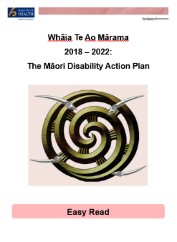 Whāia Te Ao Mārama
2018 – 2022:
The Māori Disability Action Plan
Easy Read